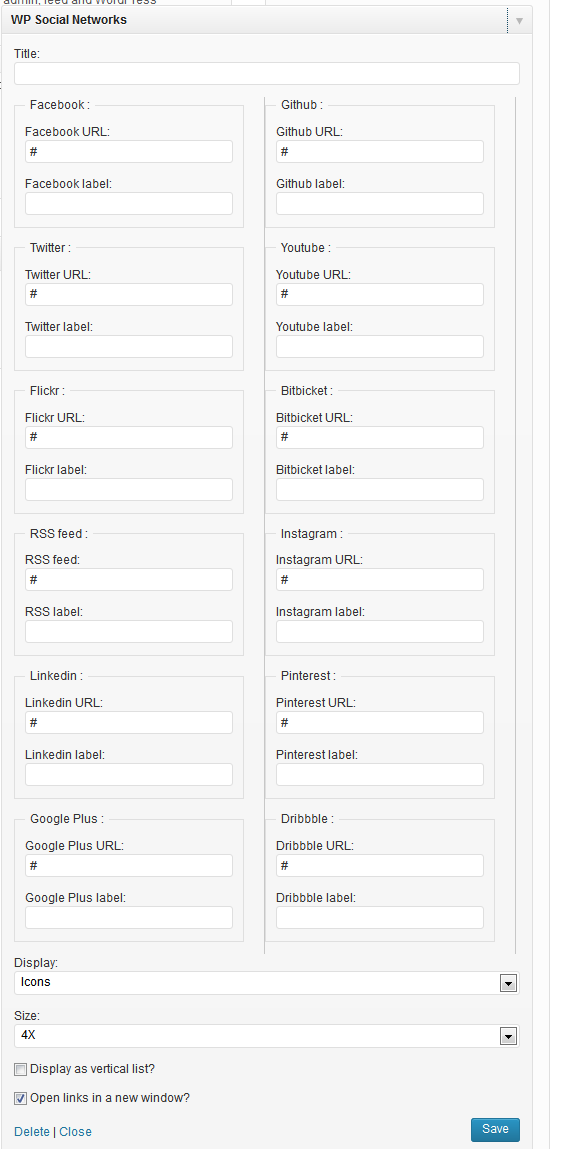 admin, feed and WordPress
WP Social Networks
Title:
Facebook :
Facebook URL:
#
Facebook label:
Github :
Github URL:
#
Github label:
Twitter :
Twitter URL:
#
Twitter label:
Youtube :
Youtube URL:
#
Youtube label:
Flickr :
Flickr URL:
#
Flickr label:
Bitbicket :
Bitbicket URL:
#
Bitbicket label:
RSS feed :
RSS feed:
#
RSS label:
Instagram :
Instagram URL:
#
Instagram label:
Linkedin :
Linkedin URL:
#
Linkedin label:
Pinterest :
Pinterest URL:
#
Pinterest label:
Google Plus :
Google Plus URL:
#
Google Plus label:
Dribbble :
Dribbble URL:
#
Dribbble label:
Display:
Icons
Size:
4X
Display as vertical list?
Open links in a new window?
Delete | Close
Save